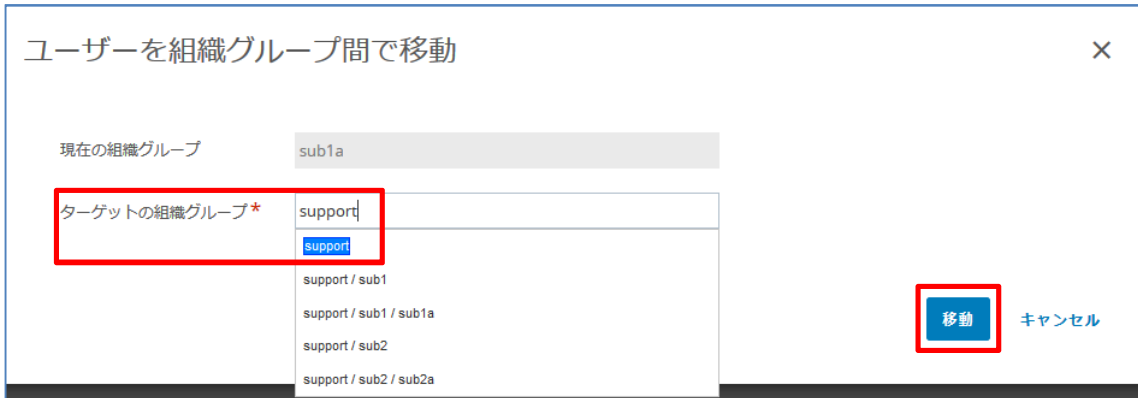 ユーザーを組織グループ間で移動
×
現在の組織グループ sub1a
ターゲットの組織グループ* support
support
support / sub1
support / sub1 / sub1a
support / sub2
support / sub2 / sub2a
移動 キャンセル